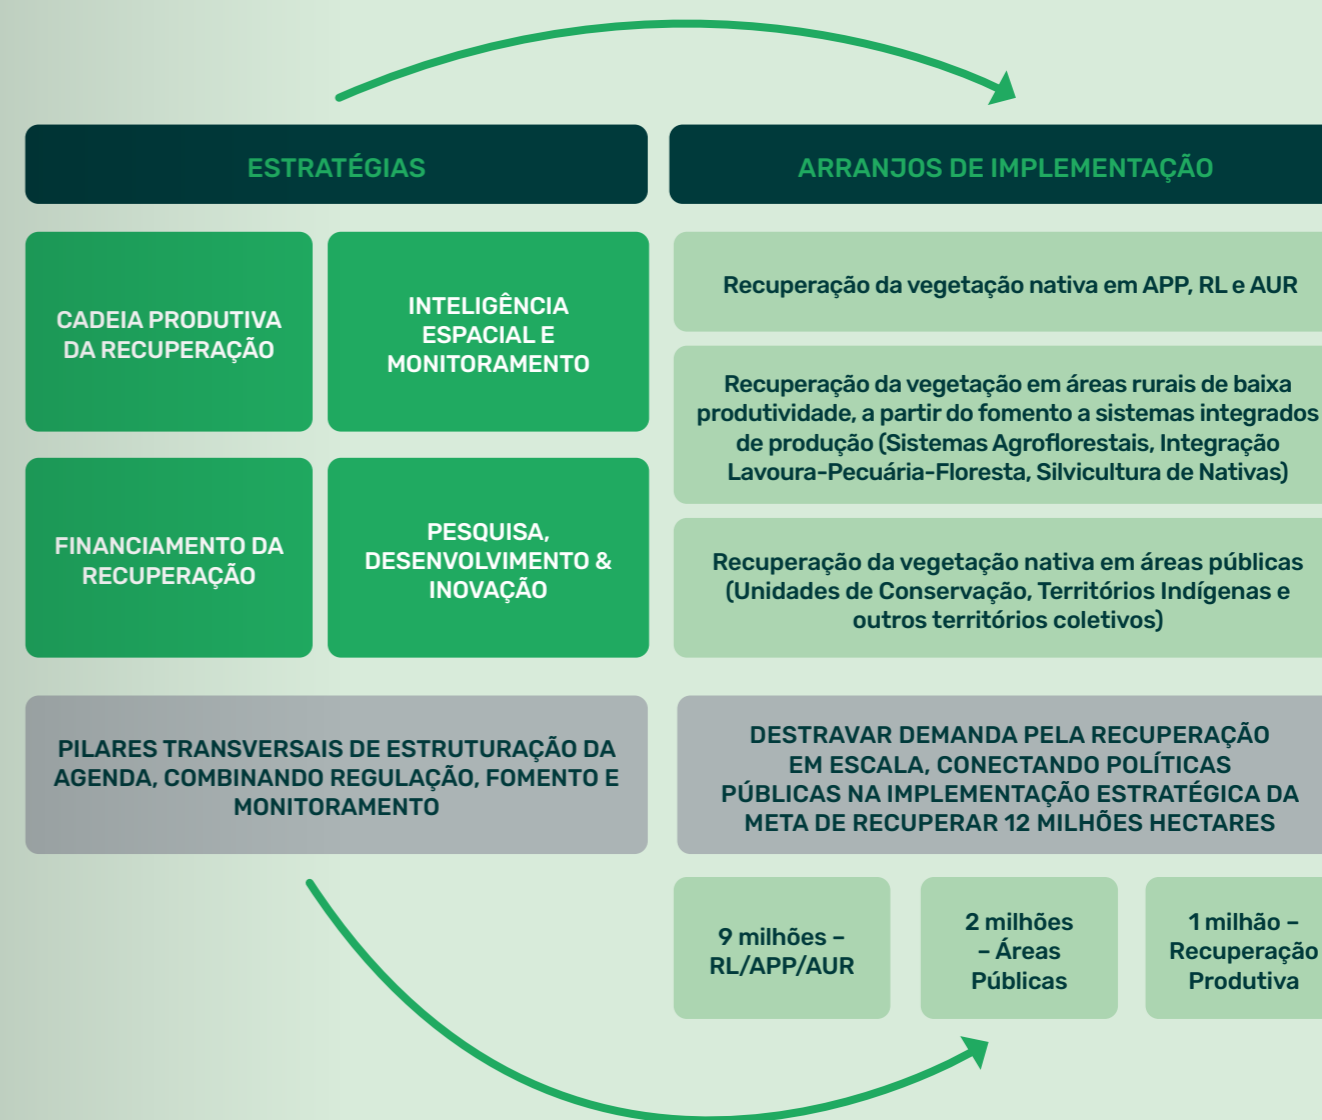 ESTRATÉGIAS
ARRANJOS DE IMPLEMENTAÇÃO
CADEIA PRODUTIVA
DA RECUPERAÇÃO
INTELIGÊNCIA
ESPACIAL E
MONITORAMENTO
FINANCIAMENTO DA
RECUPERAÇÃO
PESQUISA,
DESENVOLVIMENTO &
INOVAÇÃO
Recuperação da vegetação nativa em APP, RL e AUR
Recuperação da vegetação em áreas rurais de baixa
produtividade, a partir do fomento a sistemas integrados
de produção (Sistemas Agroflorestais, Integração
Lavoura-Pecuária-Floresta, Silvicultura de Nativas)
Recuperação da vegetação nativa em áreas públicas
(Unidades de Conservação, Territórios Indígenas e
outros territórios coletivos)
PILARES TRANSVERSAIS DE ESTRUTURAÇÃO DA
AGENDA, COMBINANDO REGULAÇÃO, FOMENTO E
MONITORAMENTO
DESTRAVAR DEMANDA PELA RECUPERAÇÃO
EM ESCALA, CONECTANDO POLÍTICAS
PÚBLICAS NA IMPLEMENTAÇÃO ESTRATÉGICA DA
META DE RECUPERAR 12 MILHÕES HECTARES
9 milhões –
RL/APP/AUR
2 milhões
– Áreas
Públicas
1 milhão –
Recuperação
Produtiva